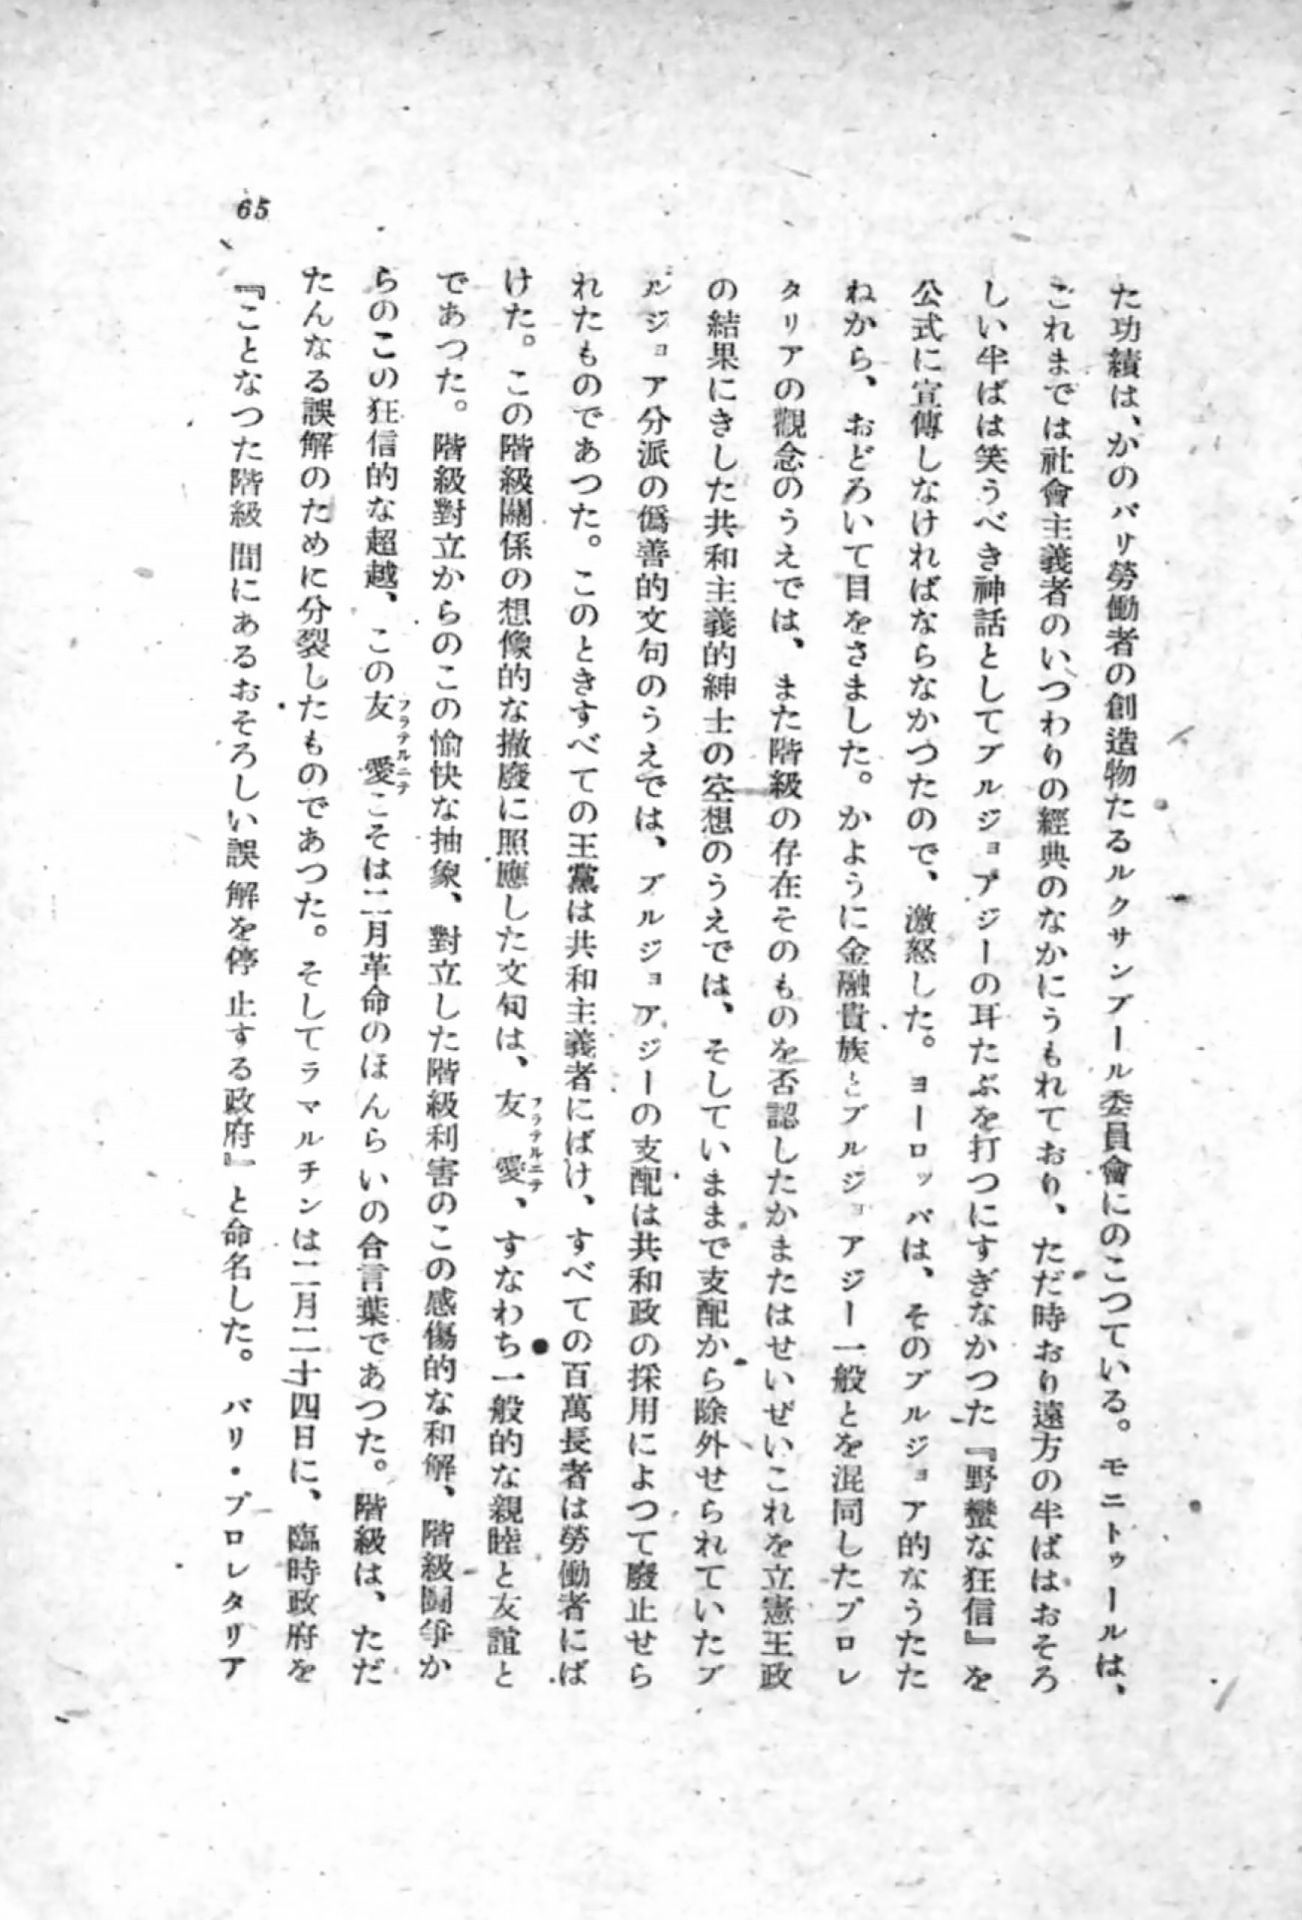 65
た功績は、かのパリ勞働者の創造物たるルクサンブール委員會にのこつている。モニトゥールは、
これまでは社會主義者のいつわりの經典のなかにうもれており、ただ時おり遠方の半ばはおそろ
しい半ばは笑うべき神話としてブルジョアジーの耳たぶを打つにすぎなかつた『野蠻な狂信』を
公式に宣傳しなければならなかつたので、激怒した。ヨーロッパは、そのブルジョア的なうたた
ねから、おどろいて目をさました。かように金融貴族とブルジョアジー一般とを混同したプロレ
タリアの觀念のうえでは、また階級の存在そのものを否認したかまたはせいぜいこれを立憲王政
の結果にきした共和主義的紳士の空想のうえでは、そしていままで支配から除外せられていたブ
ルジョア分派の僞善的文句のうえでは、ブルジョアジーの支配は共和政の採用によつて廢止せら
れたものであつた。このときすべての王黨は共和主義者にばけ、すべての百萬長者は勞働者にば
けた。この階級關係の想像的な撤廢に照應した文句は、友愛、すなわち一般的な親睦と友誼と
フラテルニテ
であつた。階級對立からのこの愉快な抽象、對立した階級利害のこの感傷的な和解、階級鬪爭か
らのこの狂信的な超越、この友愛こそは二月革命のほんらいの合言葉であつた。階級は、ただ
フラテルニテ
たんなる誤解のために分裂したものであつた。そしてラマルチンは二月二十四日に、臨時政府を
『ことなつた階級間にあるおそろしい誤解を停止する政府』と命名した。パリ・プロレタリア